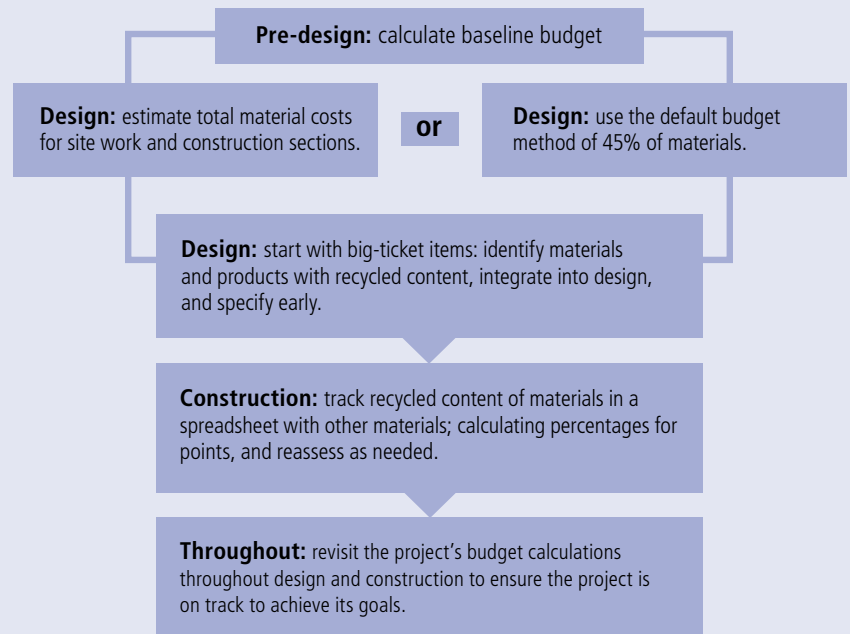 Pre-design: calculate baseline budget
Design: estimate total material costs
for site work and construction sections.
or
Design: use the default budget
method of 45% of materials.
Design: start with big-ticket items: identify materials
and products with recycled content, integrate into design,
and specify early.
Construction: track recycled content of materials in a
spreadsheet with other materials; calculating percentages for
points, and reassess as needed.
Throughout: revisit the project's budget calculations
throughout design and construction to ensure the project is
on track to achieve its goals.